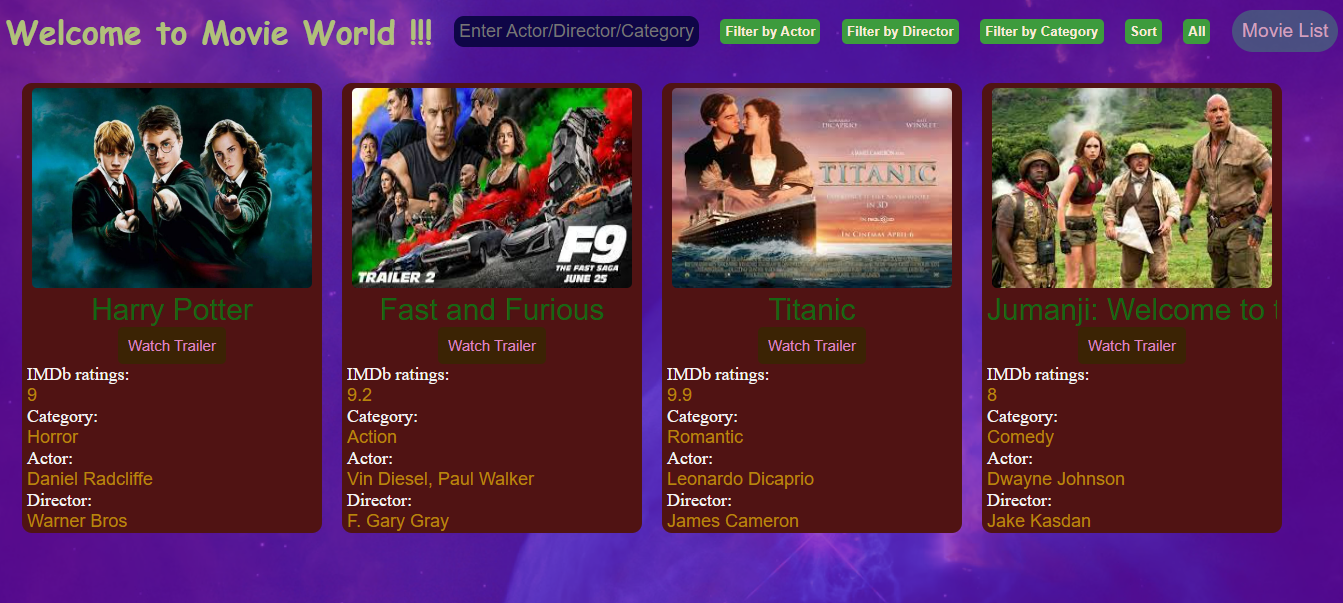 Welcome to Movie World !!!
Enter Actor/Director/Category
Filter by Actor
Filter by Director
Filter by Category
Sort
All
Movie List
Harry Potter
Watch Trailer
IMDb ratings:
9
Category:
Horror
Actor:
Daniel Radcliffe
Director:
Warner Bros
F9
THE FAST SAGA
TRAILER 2
JUNE 25
Fast and Furious
Watch Trailer
IMDb ratings:
9.2
Category:
Action
Actor:
Vin Diesel, Paul Walker
Director:
F. Gary Gray
DICAPRIO
WINSLET
A JAMES CAMERON FILM
TITANIC
IN 3D
IN CINEMAS APRIL 6
Titanic
Watch Trailer
IMDb ratings:
9.9
Category:
Romantic
Actor:
Leonardo Dicaprio
Director:
James Cameron
Jumanji: Welcome to t
Watch Trailer
IMDb ratings:
8
Category:
Comedy
Actor:
Dwayne Johnson
Director:
Jake Kasdan